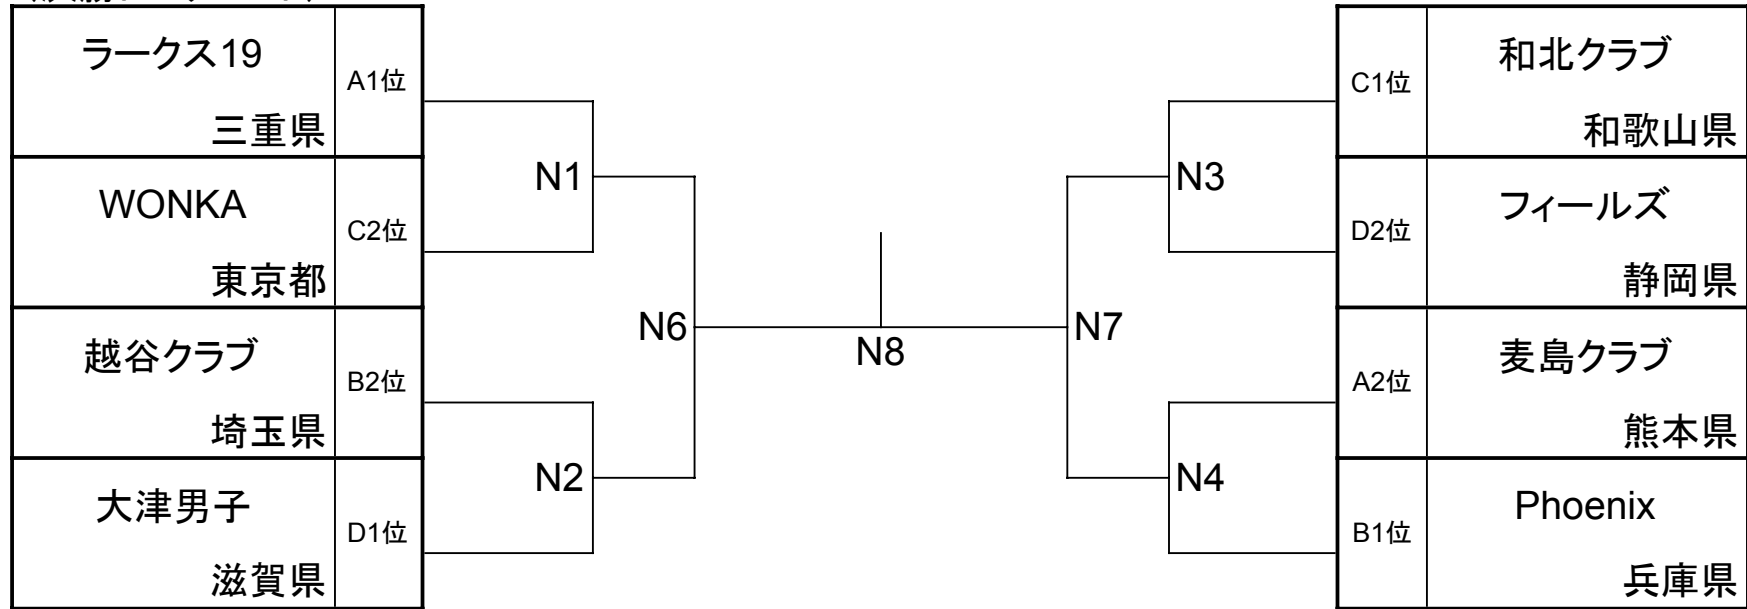 ラークス19
A1位
三重県
WONKA
C2位
東京都
越谷クラブ
B2位
埼玉県
大津男子
D1位
滋賀県
N1
N2
N6
N8
N7
N3
N4
和北クラブ
C1位
和歌山県
フィールズ
D2位
静岡県
麦島クラブ
A2位
熊本県
Phoenix
B1位
兵庫県